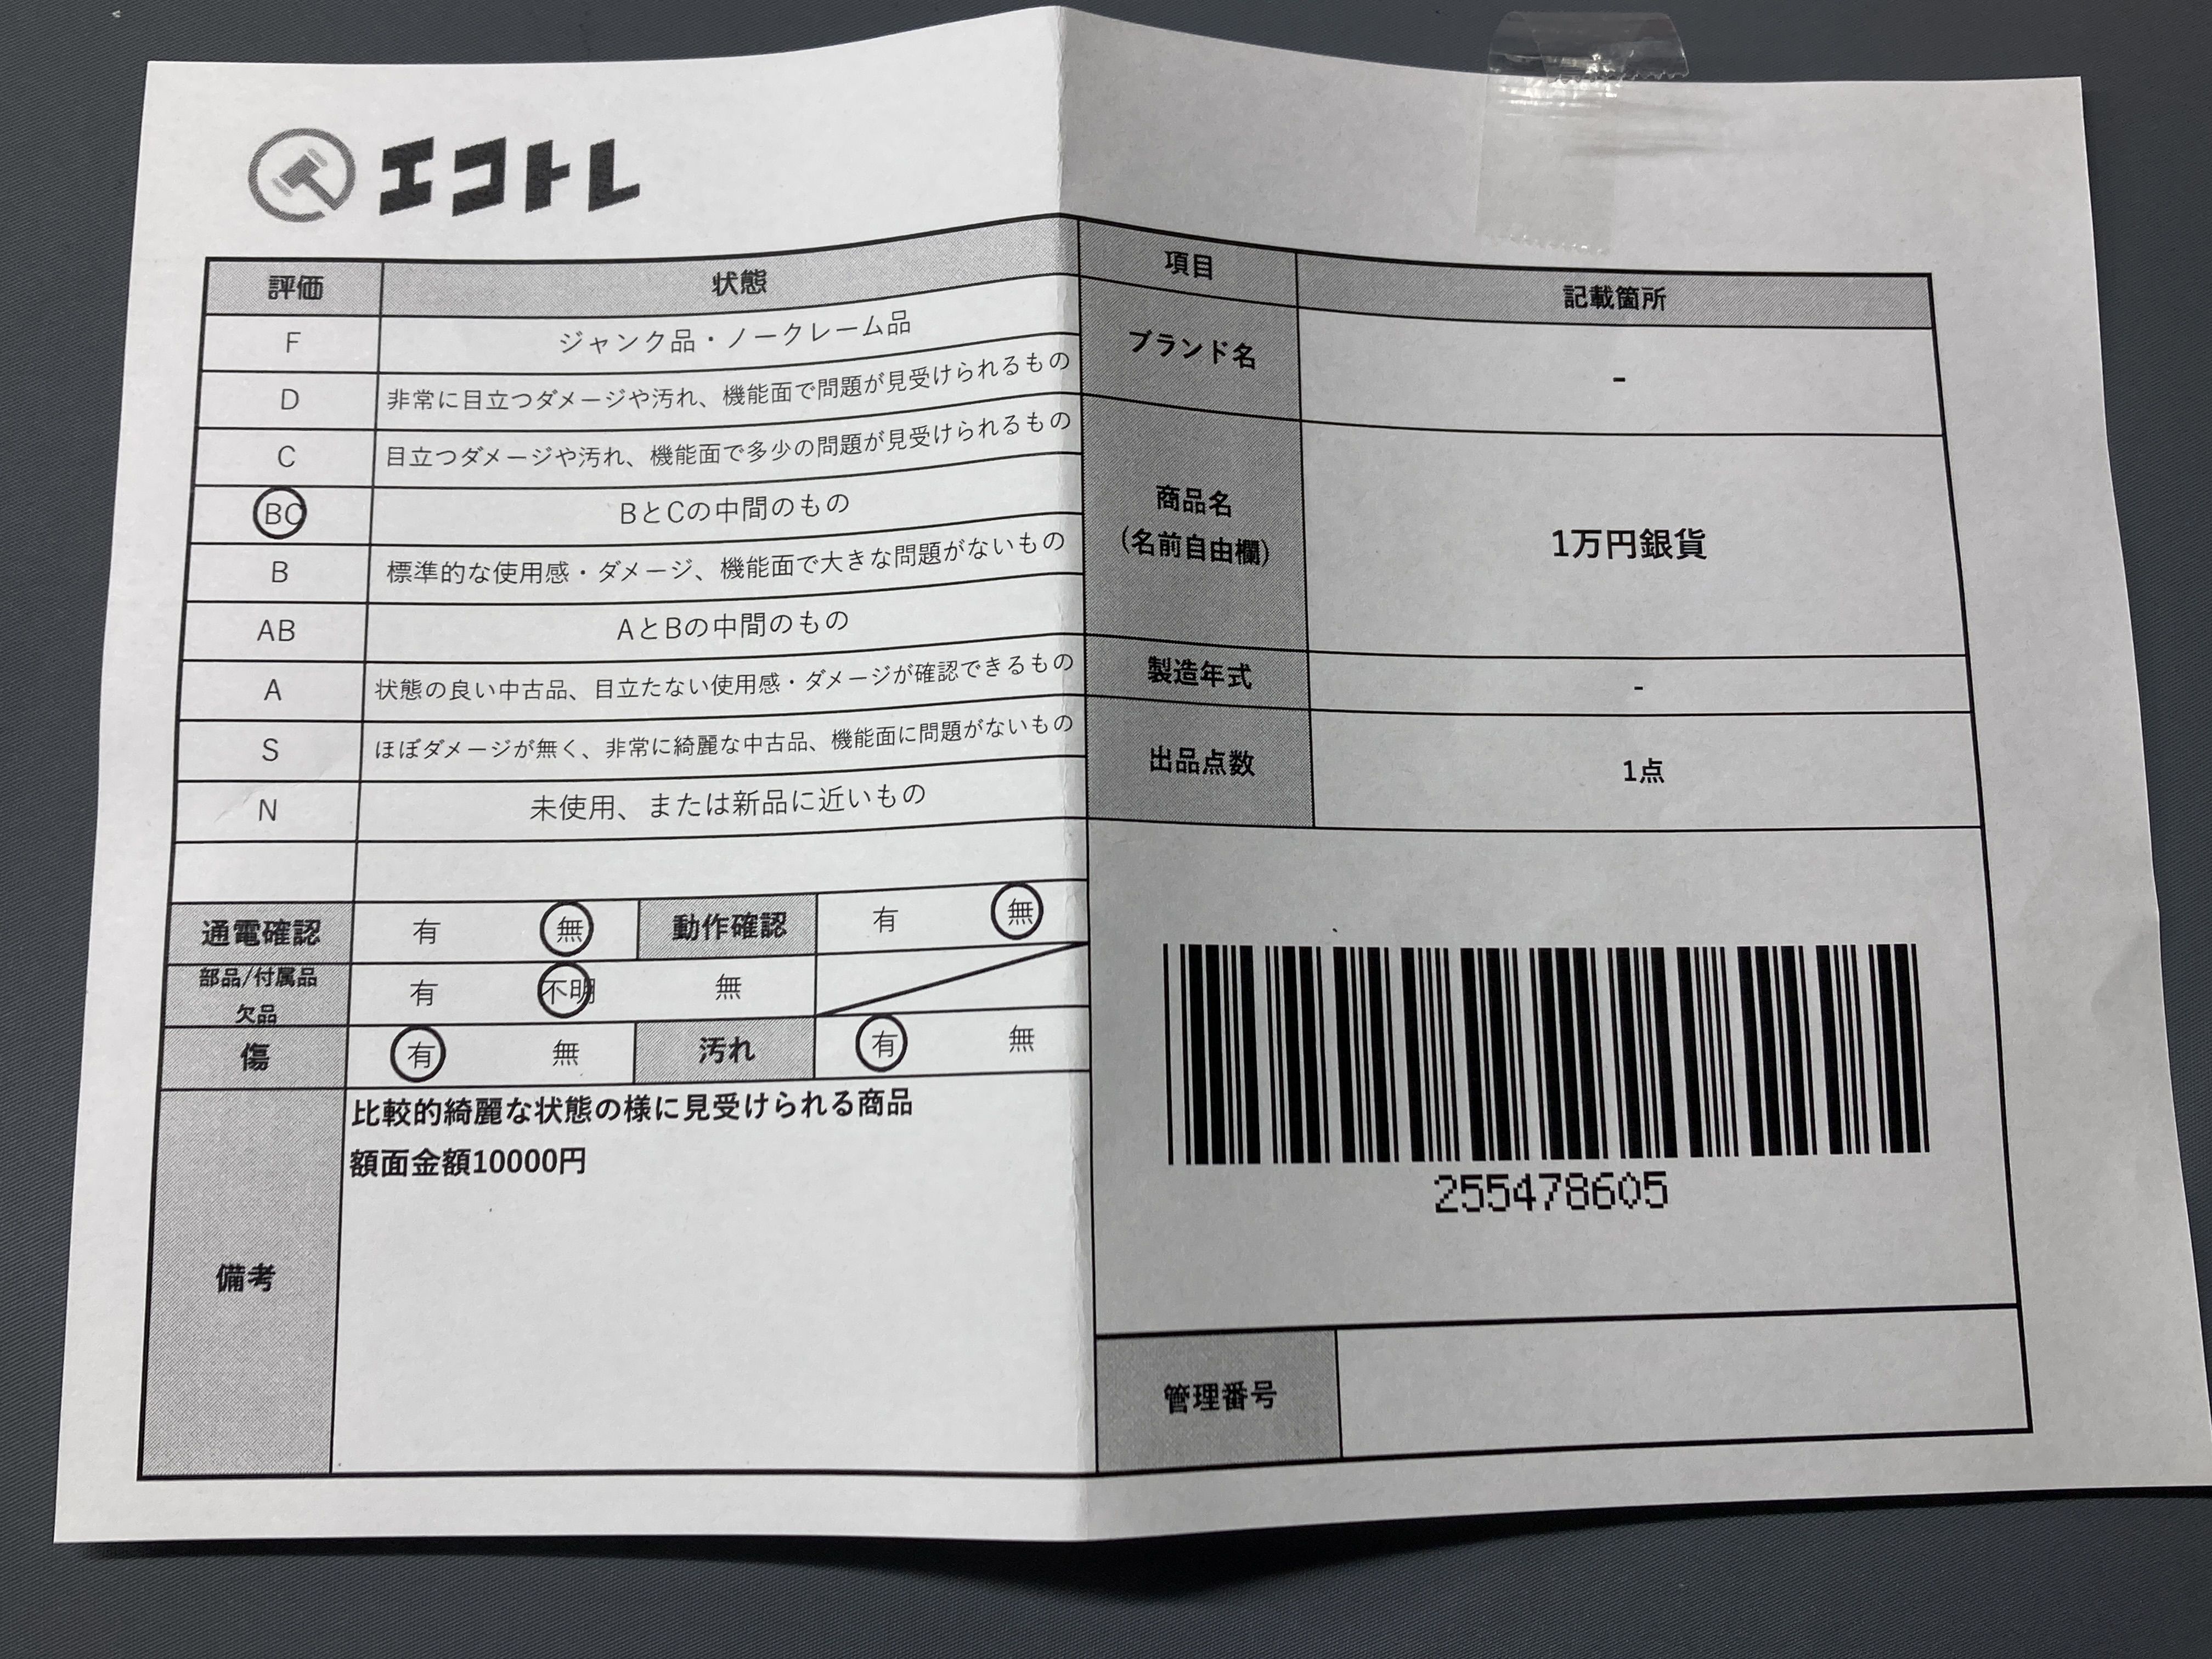 エコトレ
評価 状態
F ジャンク品・ノークレーム品
D 非常に目立つダメージや汚れ、機能面で問題が見受けられるもの
C 目立つダメージや汚れ、機能面で多少の問題が見受けられるもの
BC BとCの中間のもの
B 標準的な使用感・ダメージ、機能面で大きな問題がないもの
AB AとBの中間のもの
A 状態の良い中古品、目立たない使用感・ダメージが確認できるもの
S ほぼダメージが無く、非常に綺麗な中古品、機能面に問題がないもの
N 未使用、または新品に近いもの
通電確認 有 無 動作確認 有 無
部品/付属品
欠品
有 不明 無
傷 有 無 汚れ 有 無
備考
比較的綺麗な状態の様に見受けられる商品
額面金額10000円
項目 記載箇所
ブランド名 -
商品名
(名前自由欄)
1万円銀貨
製造年式 -
出品点数 1点
255478605
管理番号